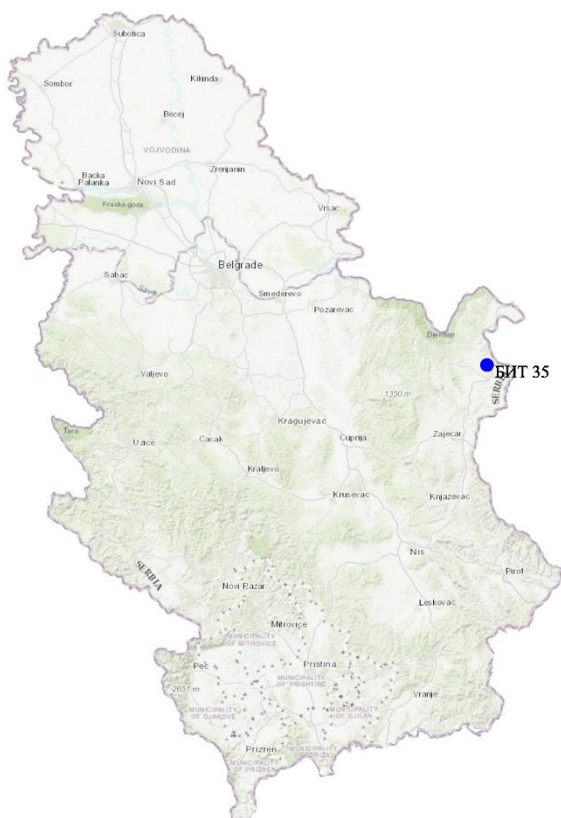 Subotica
Sombor
Kikinda
Becej
VOJVODINA
Backa
Palanka
Novi Sad
Zrenjanin
Fruska gora
Vrsac
Belgrade
Sabac
Sava
Smederevo
Pozarevac
Djerdap
БИТ 35
SERBIA
Valjevo
1350 m
Kragujevac
Cuprija
Zajecar
Tara
Uzice
Cacak
Kraljevo
Krusevac
Knjazevac
Nis
Pirot
SERBIA
Novi Pazar
Leskovac
Mitrovice
MUNICIPALITY
OF MITROVICE
Pristina
Peć
MUNICIPALITY
OF PRISHTINE
2651 m
Vranje
MUNICIPALITY
OF GJAKOVE
MUNICIPALITY
OF GJILAN
Prizren
MUNICIPALITY
OF PRIZREN
MUNICIPALITY